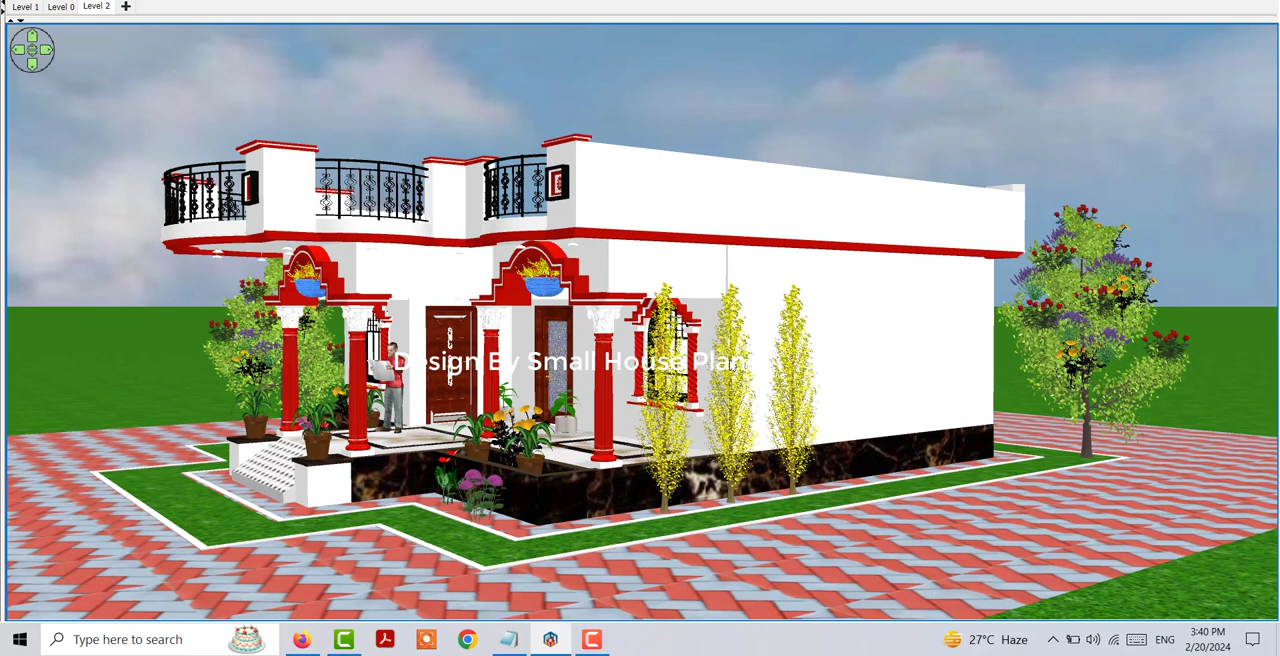 Level 1 Level 0 Level 2
Design By Small House Plan
Type here to search
27°C Haze
ENG
3:40 PM
2/20/2024